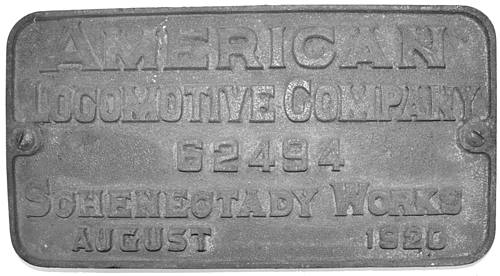 AMERICAN
LOCOMOTIVE COMPANY
62494
SCHENECTADY WORKS
AUGUST 1920